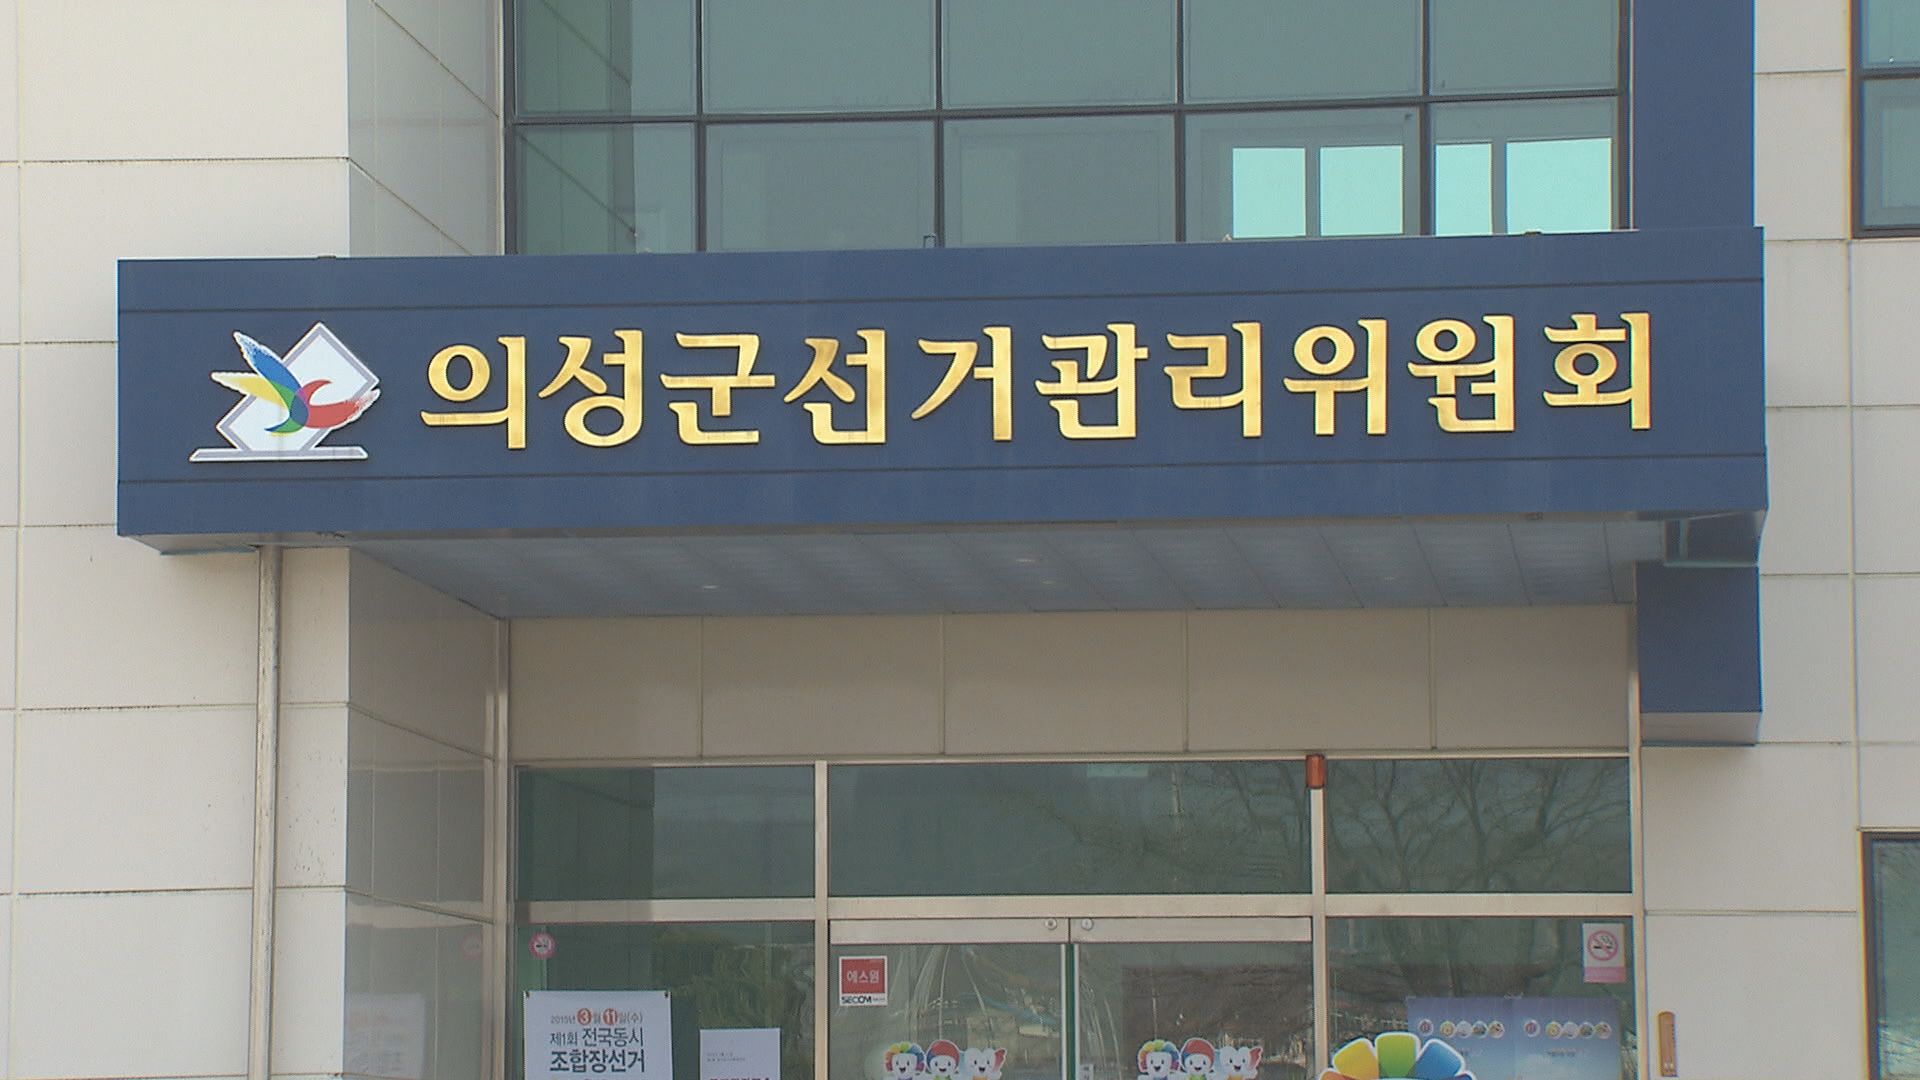 의성군선거관리위원회
에스원
SECOM
2015년 3월 11일(수)
제1회 전국동시
조합장선거